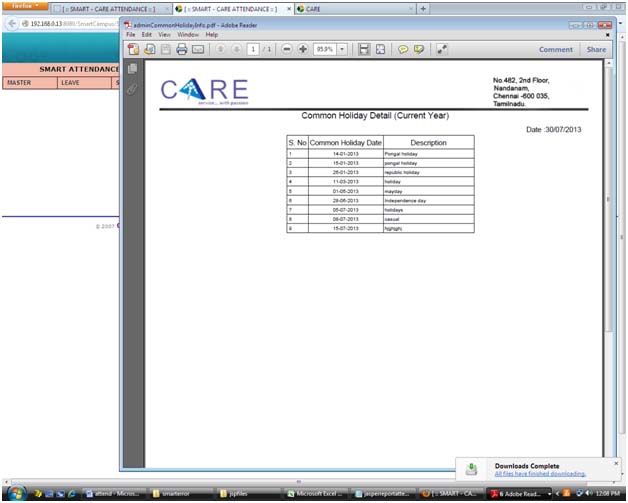 Firefox
[ :: SMART - CARE ATTENDANCE :: ]
[ :: SMART - CARE ATTENDANCE :: ]
CARE
192.168.0.13:8080/SmartCampus/
adminCommonHolidayInfo.pdf - Adobe Reader
File Edit View Window Help
1 / 1
95.9%
Comment Share
SMART ATTENDANCE
MASTER LEAVE
© 2007
CARE
service... with passion
No.482, 2nd Floor,
Nandanam,
Chennai -600 035,
Tamilnadu.
Common Holiday Detail (Current Year)
Date :30/07/2013
S. No Common Holiday Date Description
1 14-01-2013 Pongal holiday
2 15-01-2013 pongal holiday
3 26-01-2013 republic holiday
4 11-03-2013 holiday
5 01-05-2013 mayday
6 28-06-2013 Independence day
7 05-07-2013 holidays
8 08-07-2013 casual
9 15-07-2013 hjghjghj
Downloads Complete
All files have finished downloading.
attend - Micros...
smarterror
jspfiles
Microsoft Excel ...
jasperreportatte...
[ :: SMART - CA...
6 Adobe Read...
12:08 PM